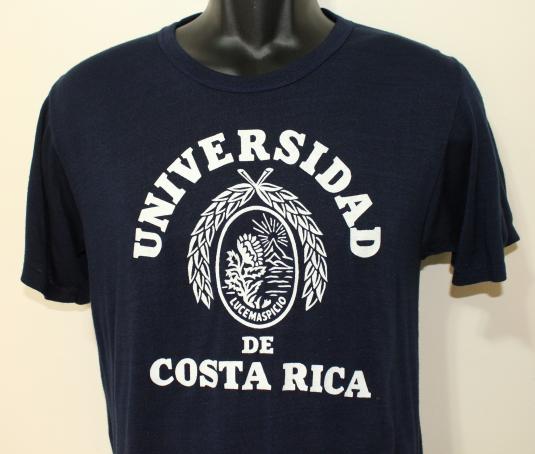 UNIVERSIDAD
LUCEMASPICIO
DE
COSTA RICA